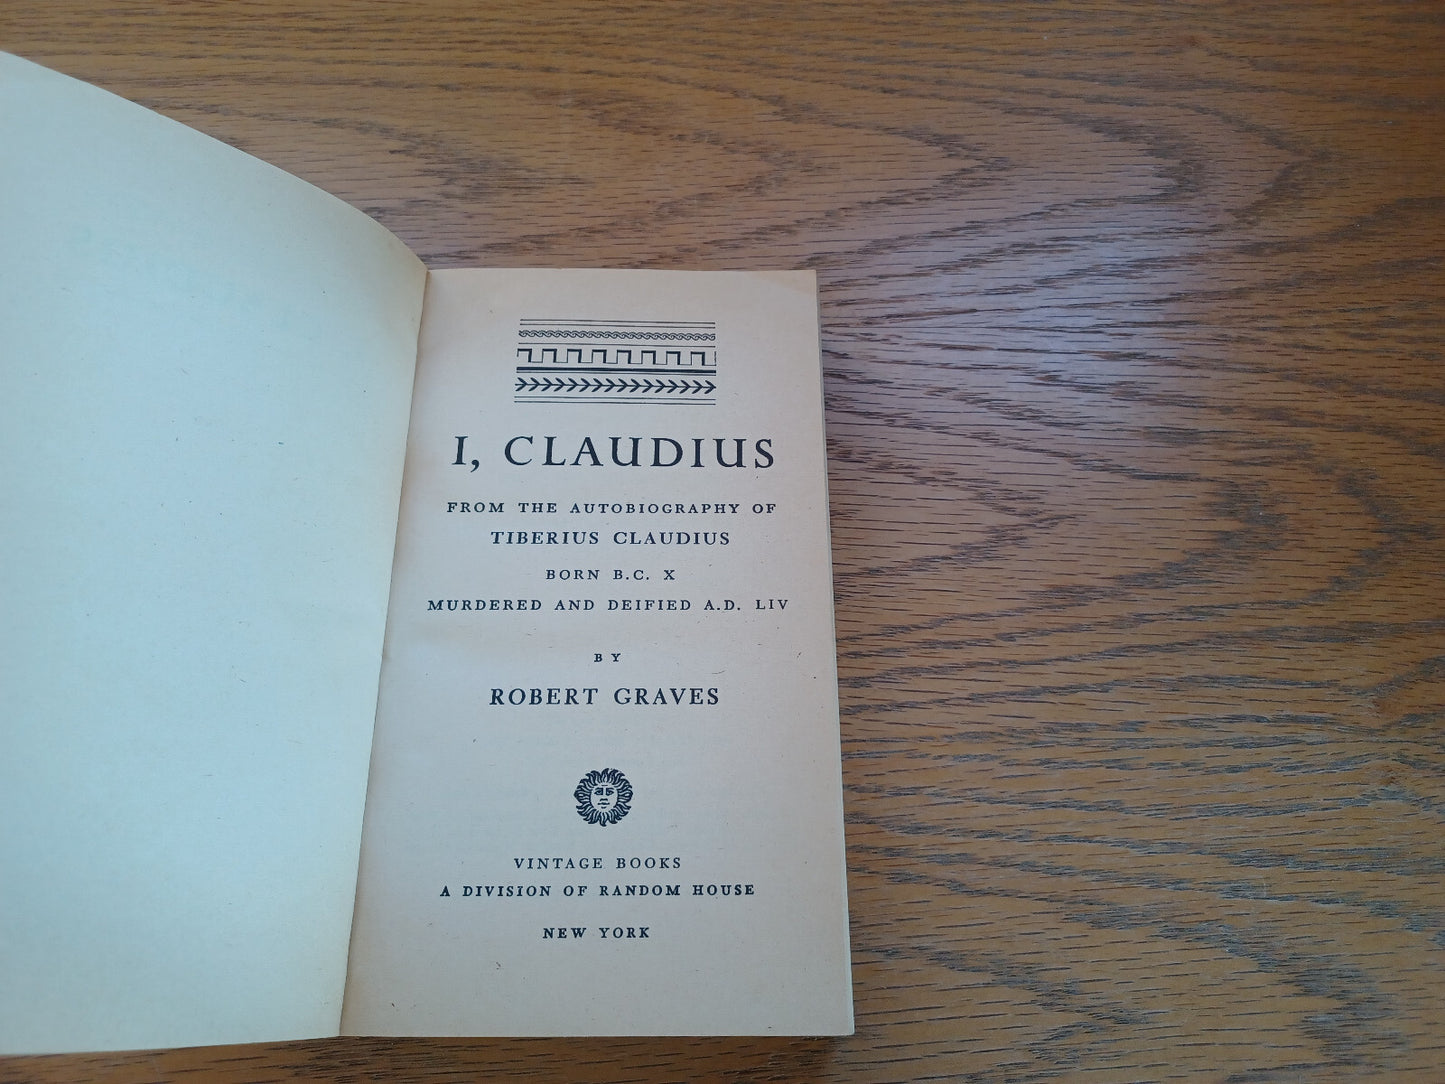 I, CLAUDIUS
FROM THE AUTOBIOGRAPHY OF
TIBERIUS CLAUDIUS
BORN B.C. X
MURDERED AND DEIFIED A.D. LIV
BY
ROBERT GRAVES
VINTAGE BOOKS
A DIVISION OF RANDOM HOUSE
NEW YORK